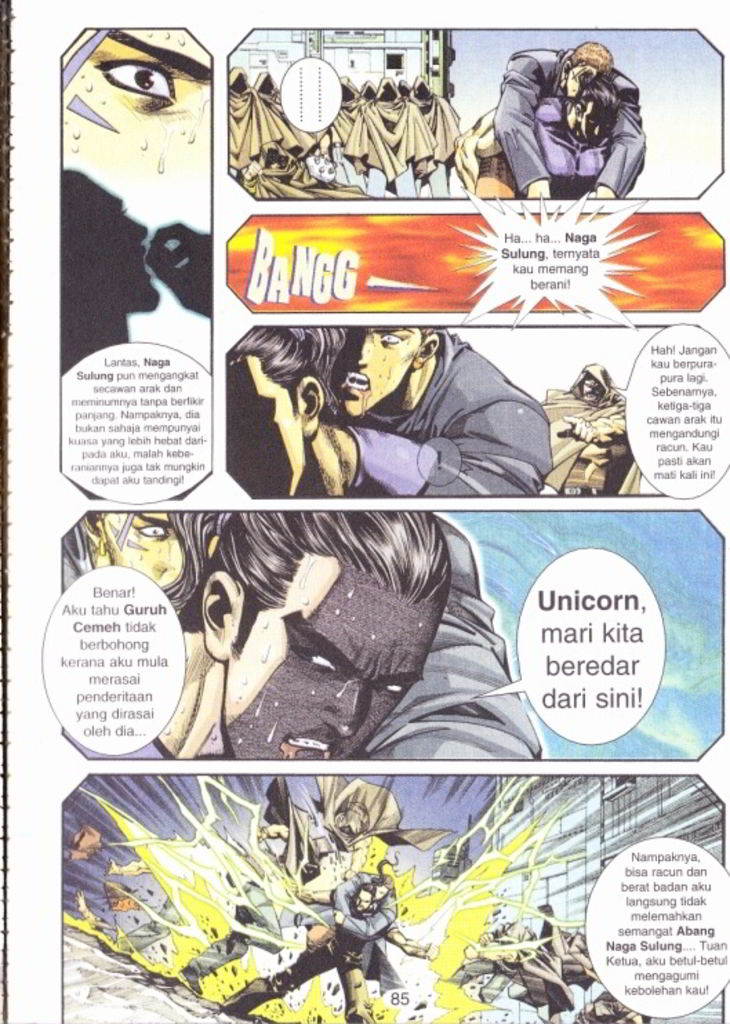 Lantas, Naga
Sulung pun mengangkat
secawan arak dan
meminumnya tanpa berfikir
panjang. Nampaknya, dia
bukan sahaja mempunyai
kuasa yang lebih hebat dari-
pada aku, malah kebe-
raniannya juga tak mungkin
dapat aku tandingi!
BANGG
Ha... ha... Naga
Sulung, ternyata
kau memang
berani!
Hah! Jangan
kau berpura-
pura lagi.
Sebenarnya,
ketiga-tiga
cawan arak itu
mengandungi
racun. Kau
pasti akan
mati kali ini!
Benar!
Aku tahu Guruh
Cemeh tidak
berbohong
kerana aku mula
merasai
penderitaan
yang dirasai
oleh dia...
Unicorn,
mari kita
beredar
dari sini!
Nampaknya,
bisa racun dan
berat badan aku
langsung tidak
melemahkan
semangat Abang
Naga Sulung.... Tuan
Ketua, aku betul-betul
mengagumi
kebolehan kau!
85